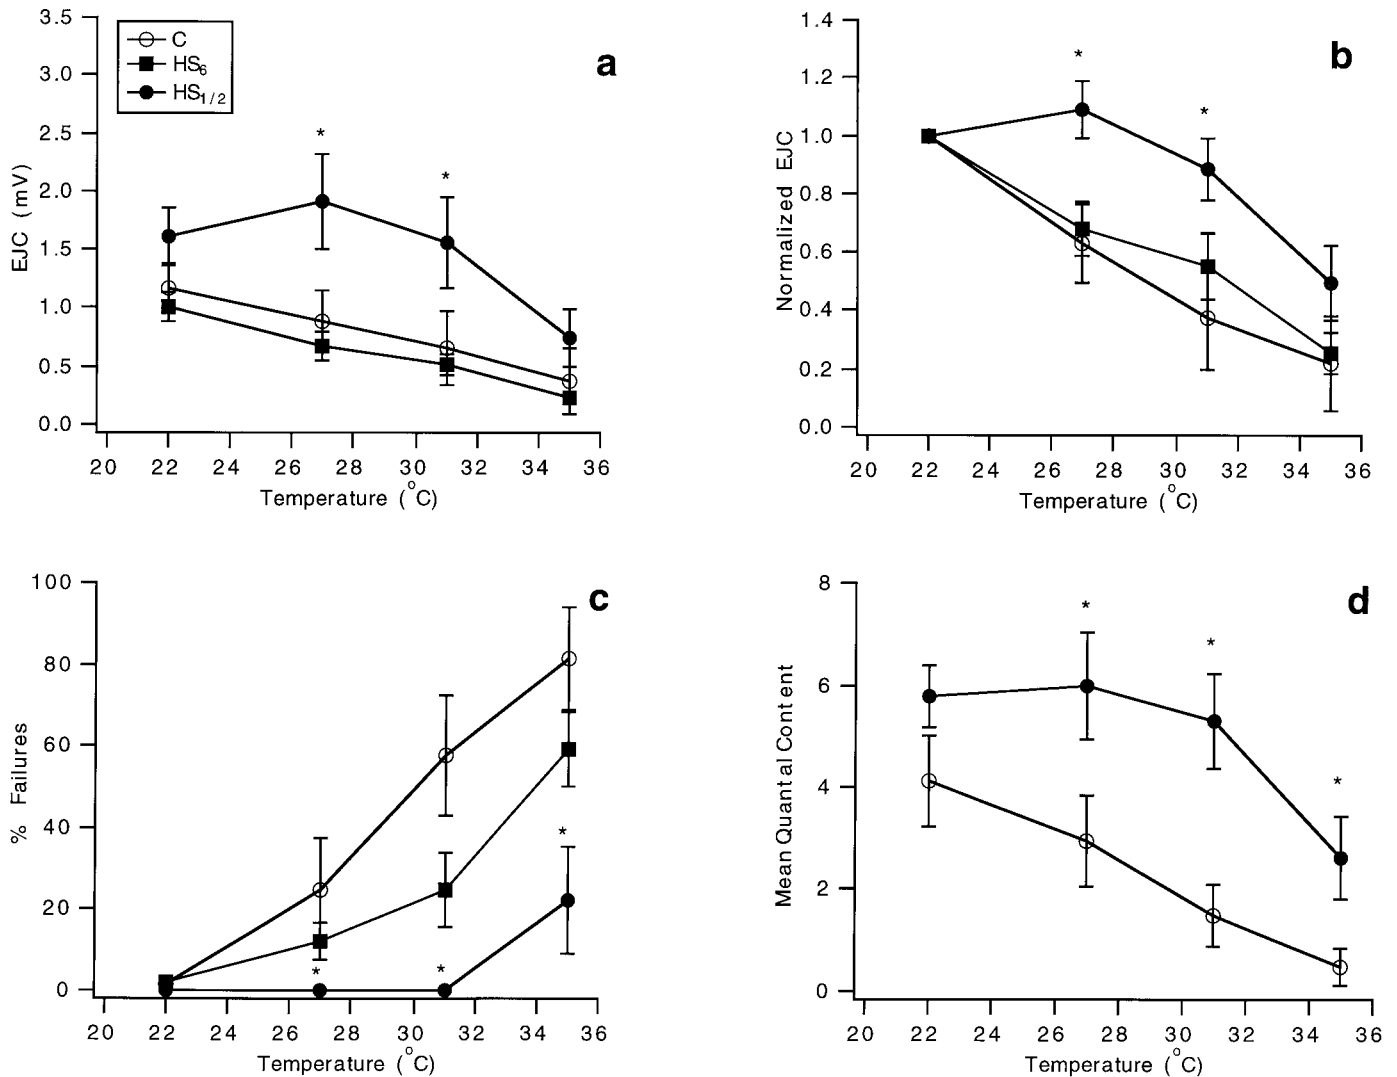 a
C
HS6
HS1/2
3.5
3.0
2.5
2.0
1.5
1.0
0.5
0.0
EJC (mV)
*
*
20 22 24 26 28 30 32 34 36
Temperature (°C)
b
1.4
1.2
1.0
0.8
0.6
0.4
0.2
0.0
Normalized EJC
*
*
20 22 24 26 28 30 32 34 36
Temperature (°C)
c
100
80
60
40
20
0
% Failures
*
*
*
20 22 24 26 28 30 32 34 36
Temperature (°C)
d
8
6
4
2
0
Mean Quantal Content
*
*
*
20 22 24 26 28 30 32 34 36
Temperature (°C)